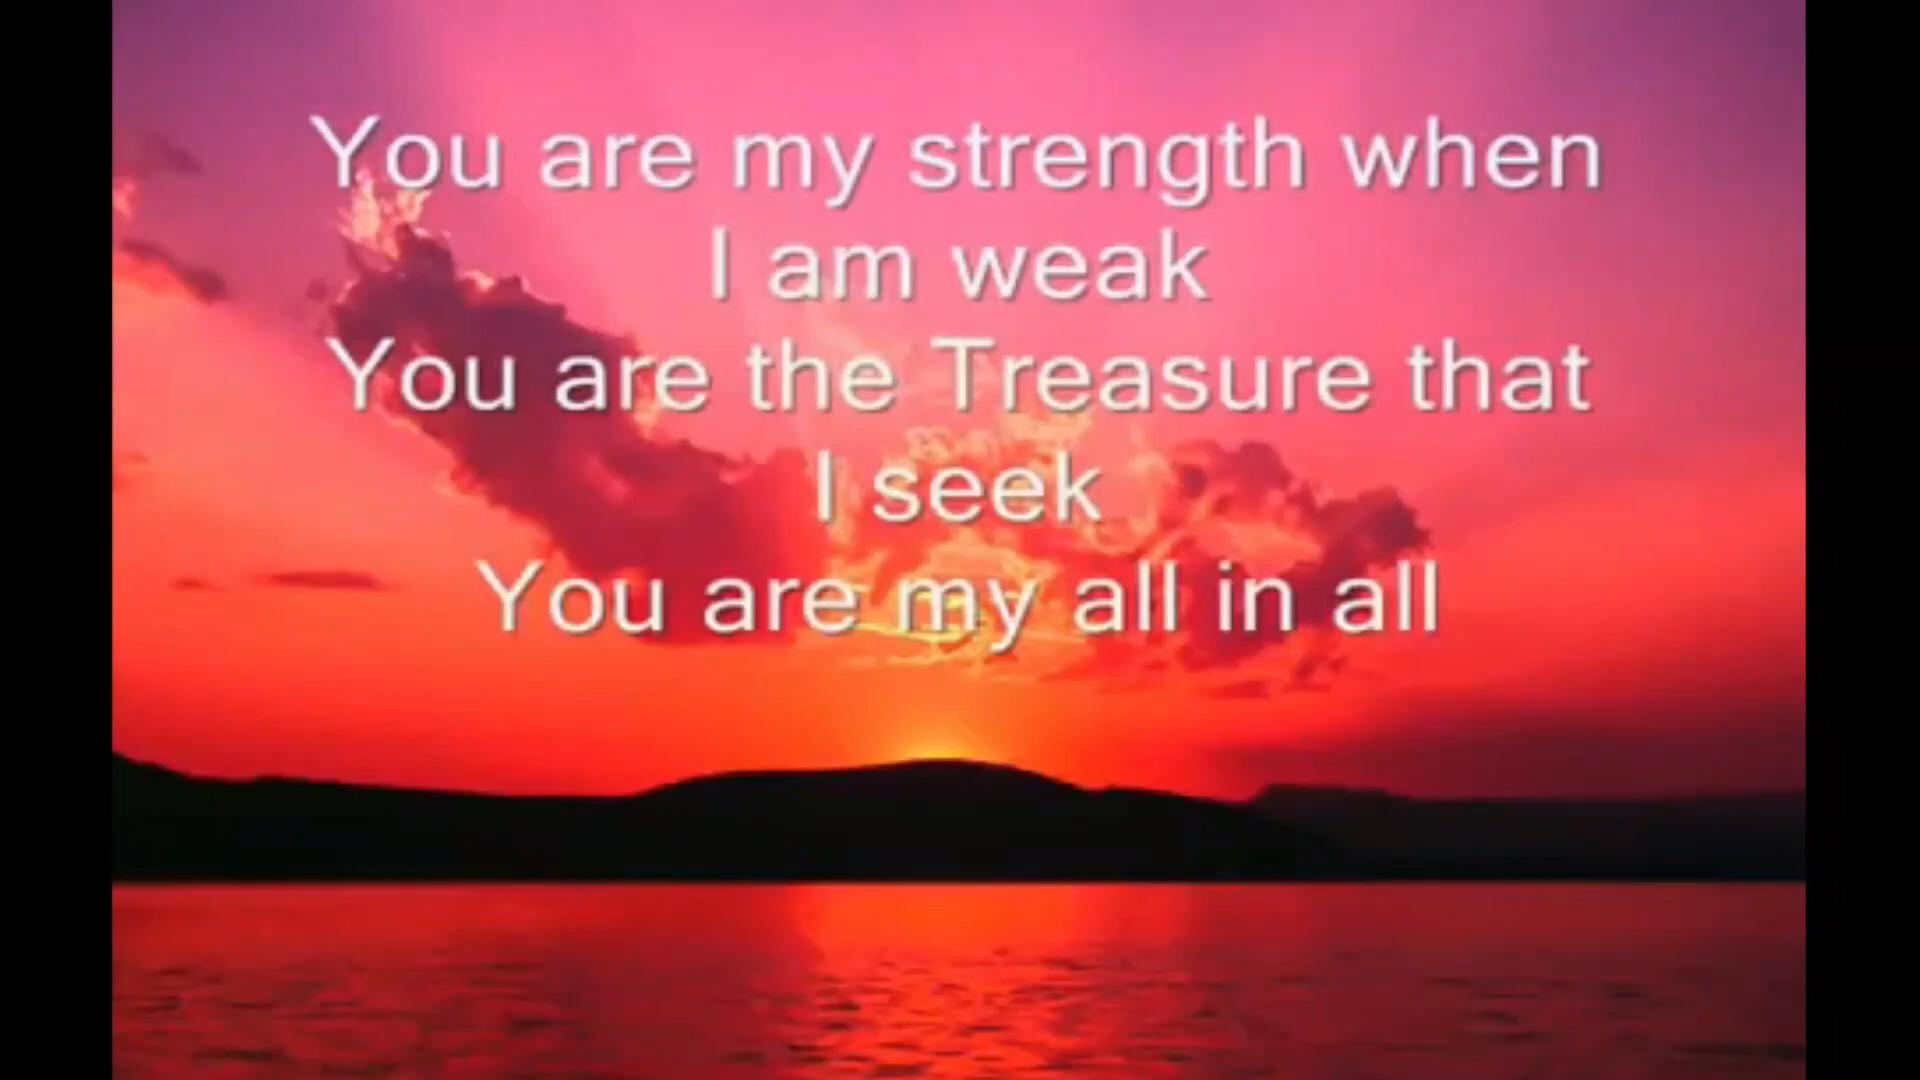 You are my strength when
I am weak
You are the Treasure that
I seek
You are my all in all